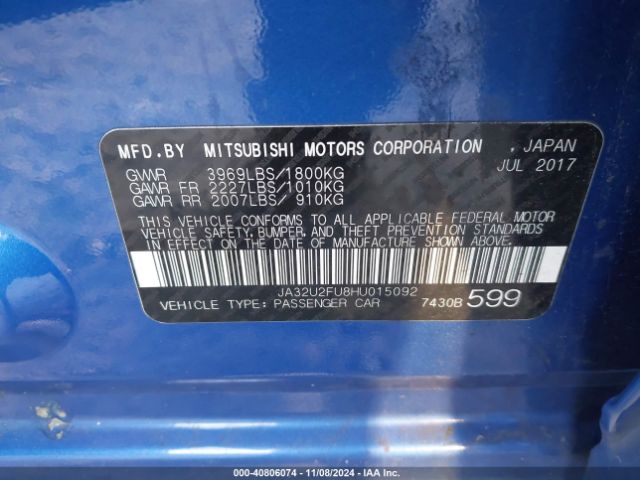 MFD.BY MITSUBISHI MOTORS CORPORATION , JAPAN
JUL 2017
GVWR 3969LBS/1800KG
GAWR FR 2227LBS/1010KG
GAWR RR 2007LBS/ 910KG
THIS VEHICLE CONFORMS TO ALL APPLICABLE FEDERAL MOTOR
VEHICLE SAFETY, BUMPER, AND THEFT PREVENTION STANDARDS
IN EFFECT ON THE DATE OF MANUFACTURE SHOWN ABOVE.
JA32U2FU8HU015092
VEHICLE TYPE: PASSENGER CAR 7430B 599
000-40806074 - 11/08/2024 - IAA Inc.